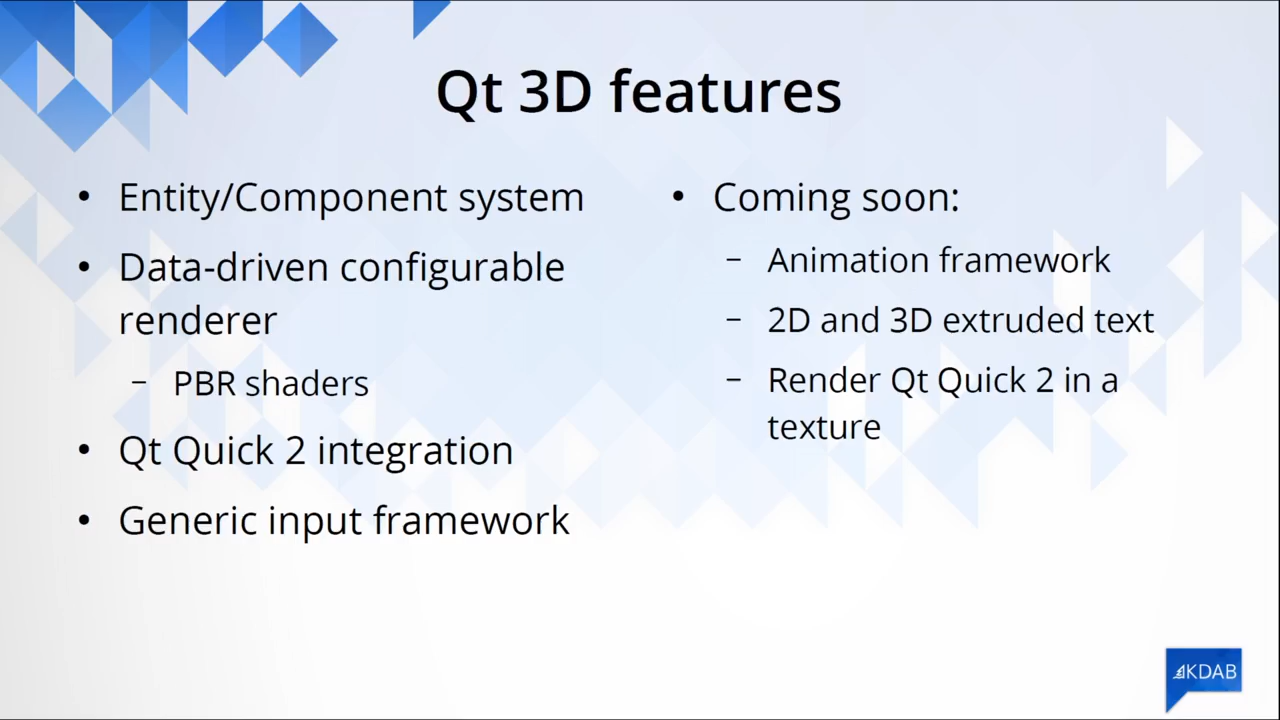 Qt 3D features
• Entity/Component system
• Data-driven configurable
renderer
– PBR shaders
• Qt Quick 2 integration
• Generic input framework
• Coming soon:
– Animation framework
– 2D and 3D extruded text
– Render Qt Quick 2 in a
texture
KDAB